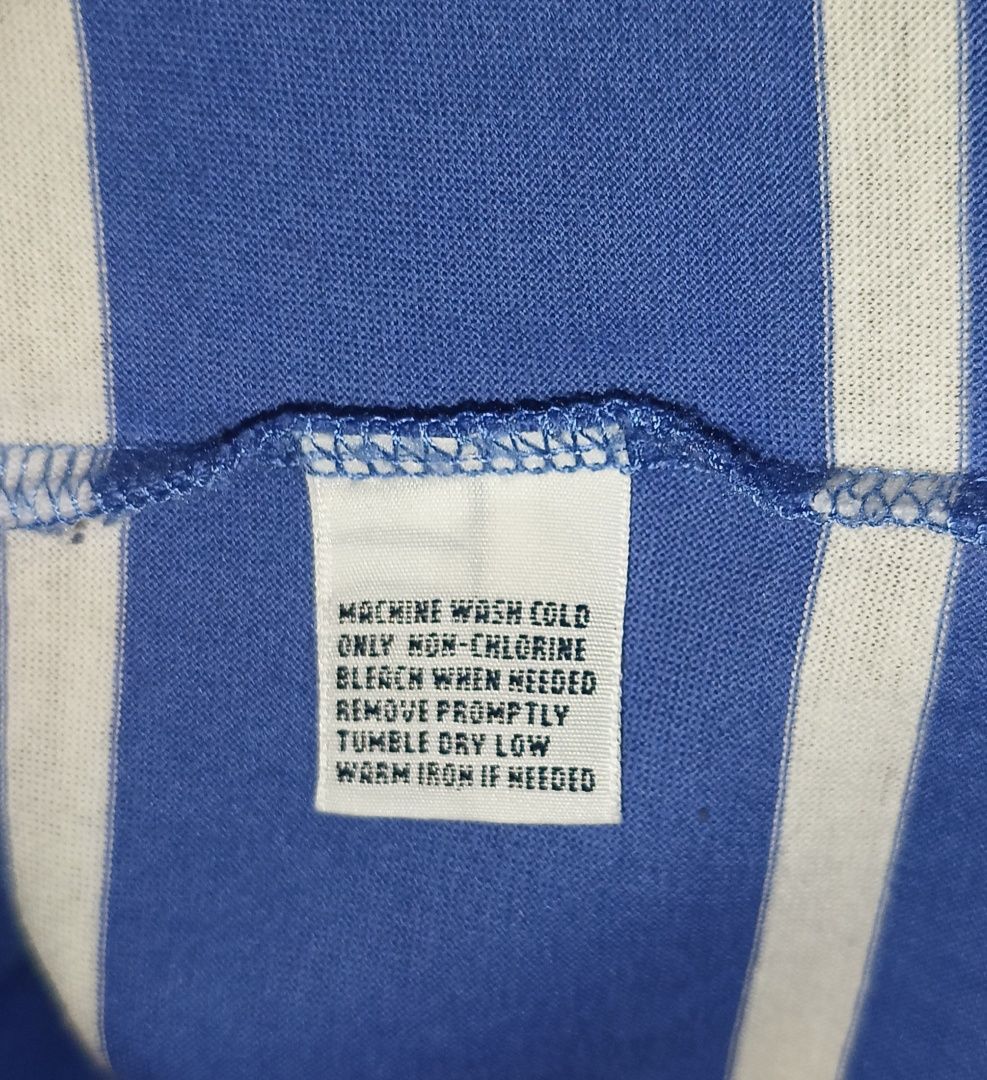 MACHINE WASH COLD
ONLY NON-CHLORINE
BLEACH WHEN NEEDED
REMOVE PROMPTLY
TUMBLE DRY LOW
WARM IRON IF NEEDED